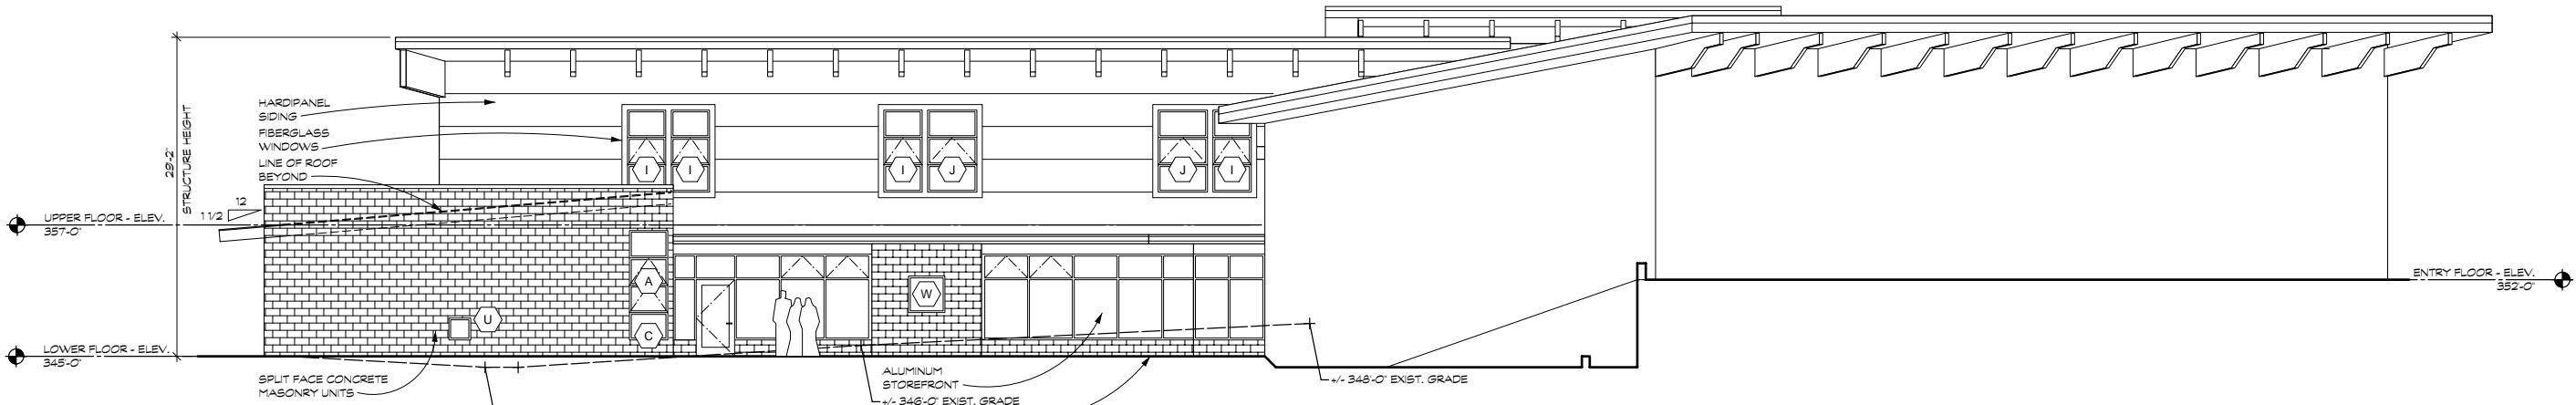 HARDIPANEL
SIDING
FIBERGLASS
WINDOWS
LINE OF ROOF
BEYOND
29'-2"
STRUCTURE HEIGHT
12
1 1/2
UPPER FLOOR - ELEV.
357'-0"
LOWER FLOOR - ELEV.
345'-0"
I
I
I
J
J
I
A
C
U
W
SPLIT FACE CONCRETE
MASONRY UNITS
ALUMINUM
STOREFRONT
+/- 346'-0" EXIST. GRADE
+/- 348'-0" EXIST. GRADE
ENTRY FLOOR - ELEV.
352'-0"